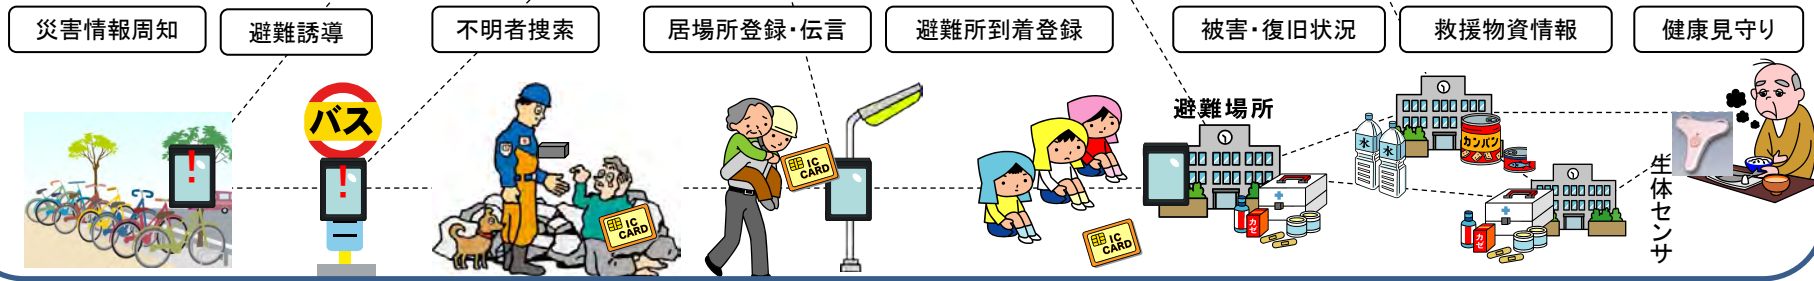 災害情報周知
避難誘導
不明者捜索
居場所登録・伝言
避難所到着登録
被害・復旧状況
救援物資情報
健康見守り
!
バス
!
IC
CARD
IC
CARD
IC
CARD
避難場所
カゼ
水
水
カンパン
カゼ
生体センサ